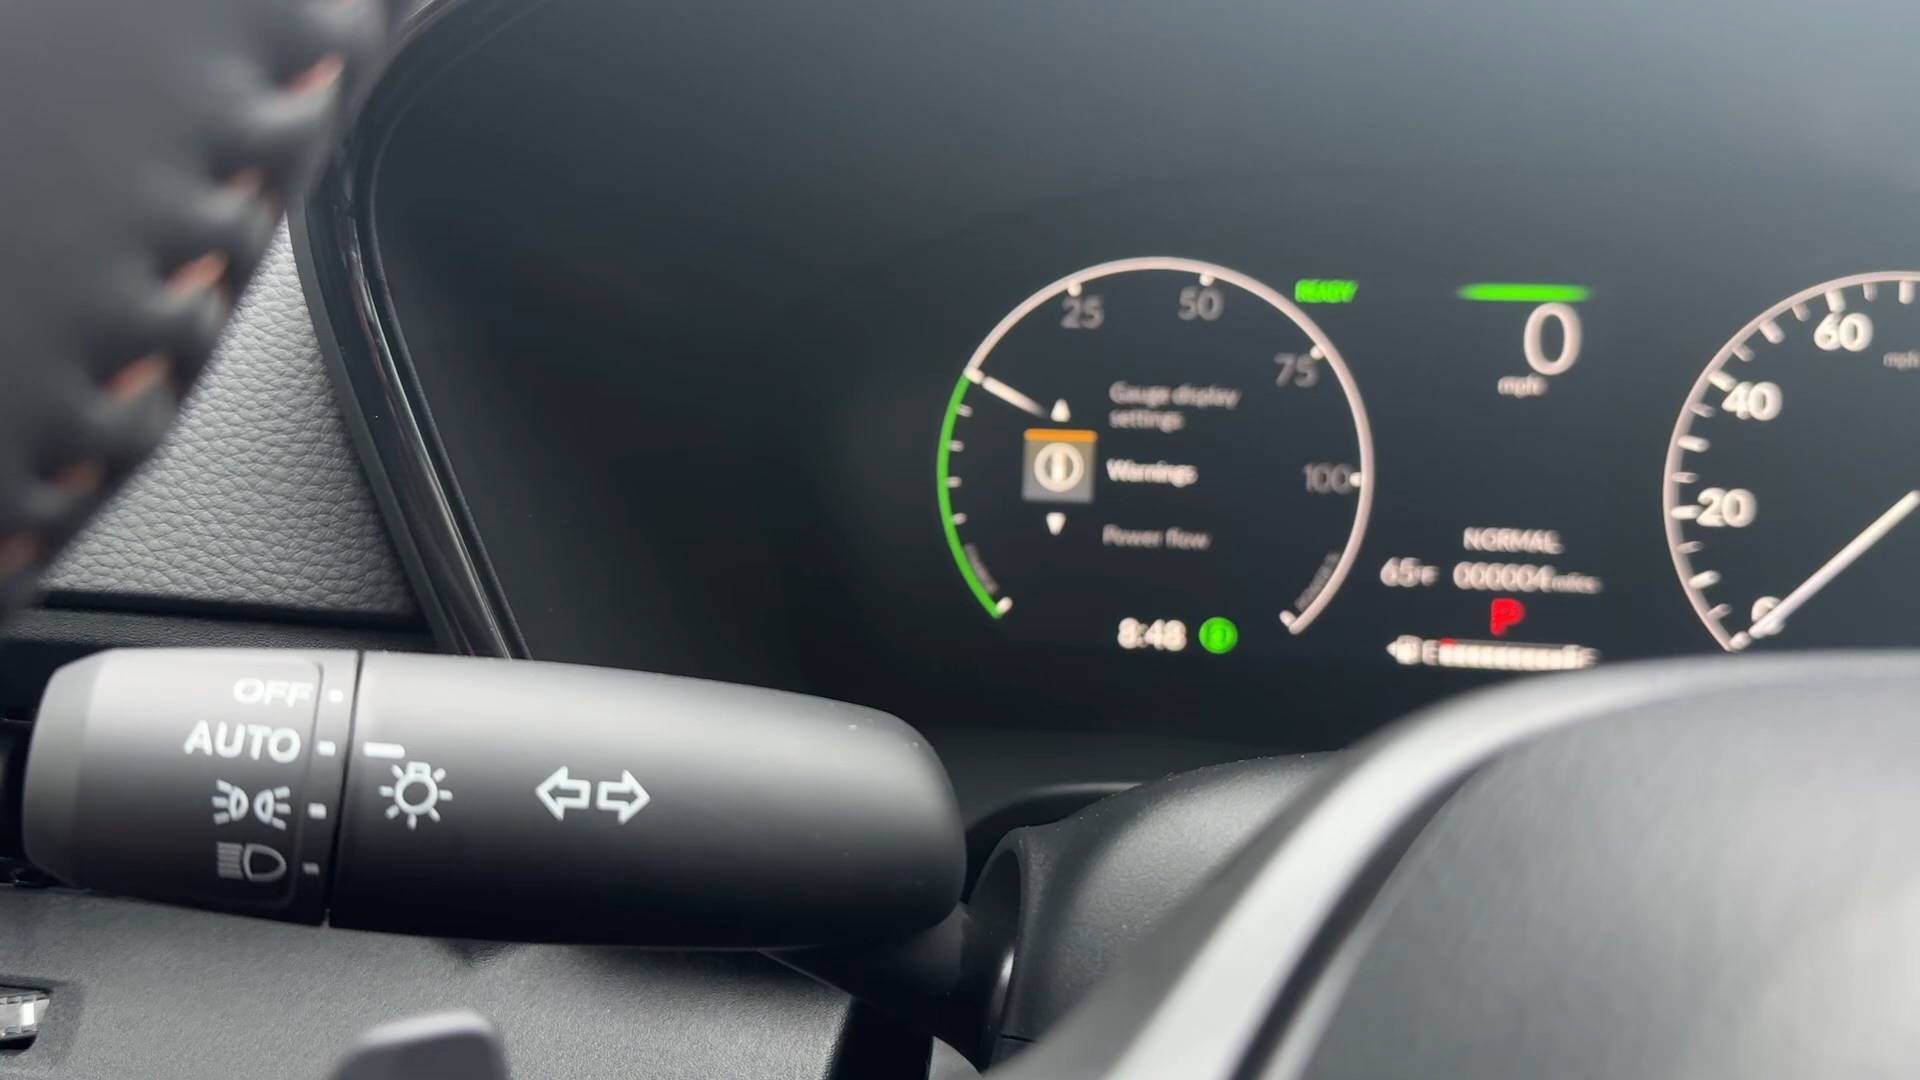 25
50
75
100
READY
0
mph
60
mph
40
20
0
Gauge display
settings
Warnings
Power flow
NORMAL
65°F
000004 miles
P
8:48
E
F
OFF
AUTO